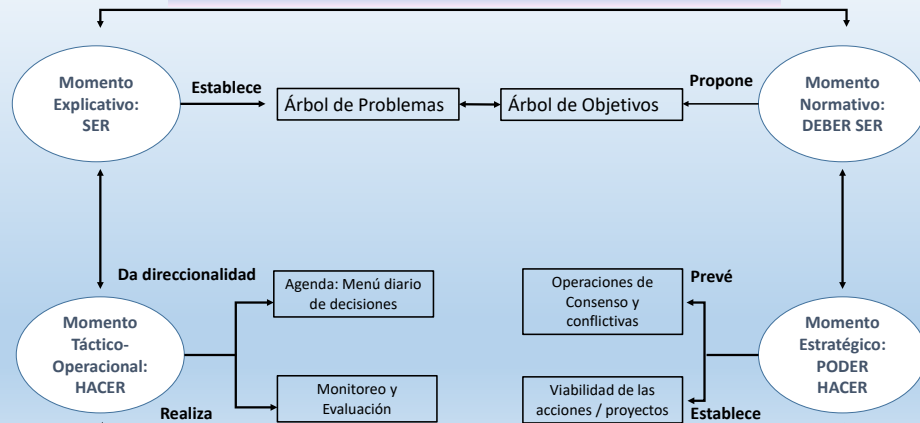 Momento
Explicativo:
SER
Establece
Árbol de Problemas
Árbol de Objetivos
Propone
Momento
Normativo:
DEBER SER
Da direccionalidad
Agenda: Menú diario
de decisiones
Operaciones de
Consenso y
conflictivas
Prevé
Momento
Táctico-
Operacional:
HACER
Momento
Estratégico:
PODER
HACER
Realiza
Monitoreo y
Evaluación
Viabilidad de las
acciones / proyectos
Establece